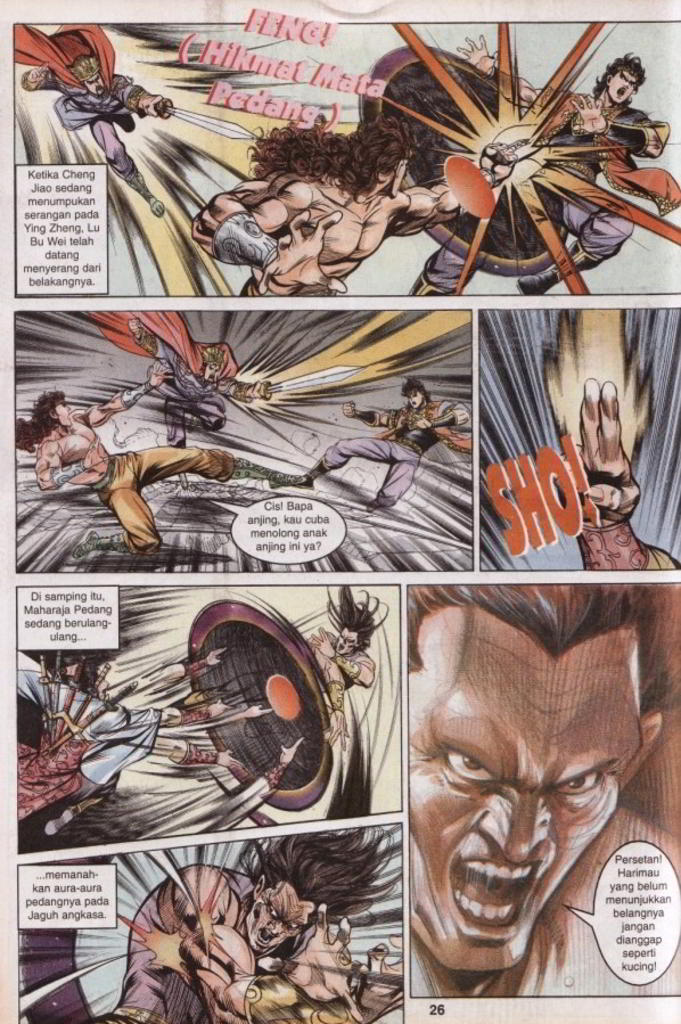 FENG!
( Hikmat Mata
Pedang )
Ketika Cheng
Jiao sedang
menumpukan
serangan pada
Ying Zheng, Lu
Bu Wei telah
datang
menyerang dari
belakangnya.
Cis! Bapa
anjing, kau cuba
menolong anak
anjing ini ya?
SHO!
Di samping itu,
Maharaja Pedang
sedang berulang-
ulang...
...memanah-
kan aura-aura
pedangnya pada
Jaguh angkasa.
Persetan!
Harimau
yang belum
menunjukkan
belangnya
jangan
dianggap
seperti
kucing!
26